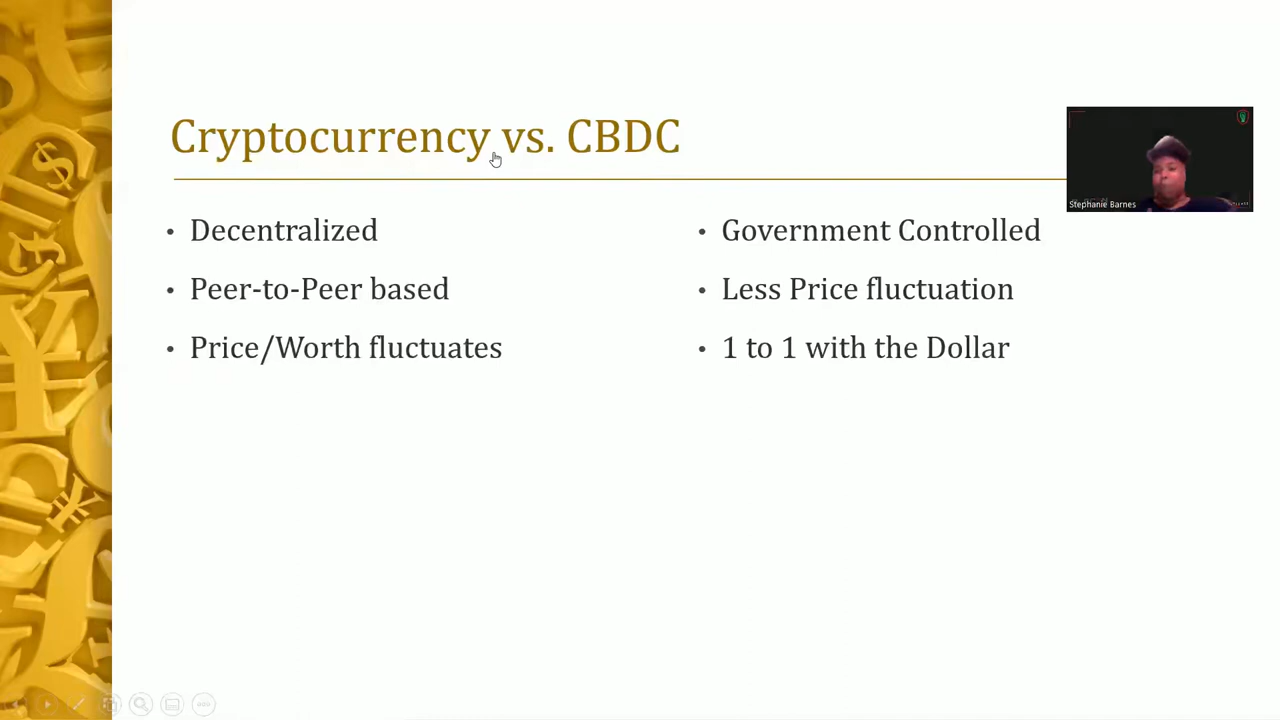 Cryptocurrency vs. CBDC
Stephanie Barnes
• Decentralized
• Peer-to-Peer based
• Price/Worth fluctuates
• Government Controlled
• Less Price fluctuation
• 1 to 1 with the Dollar